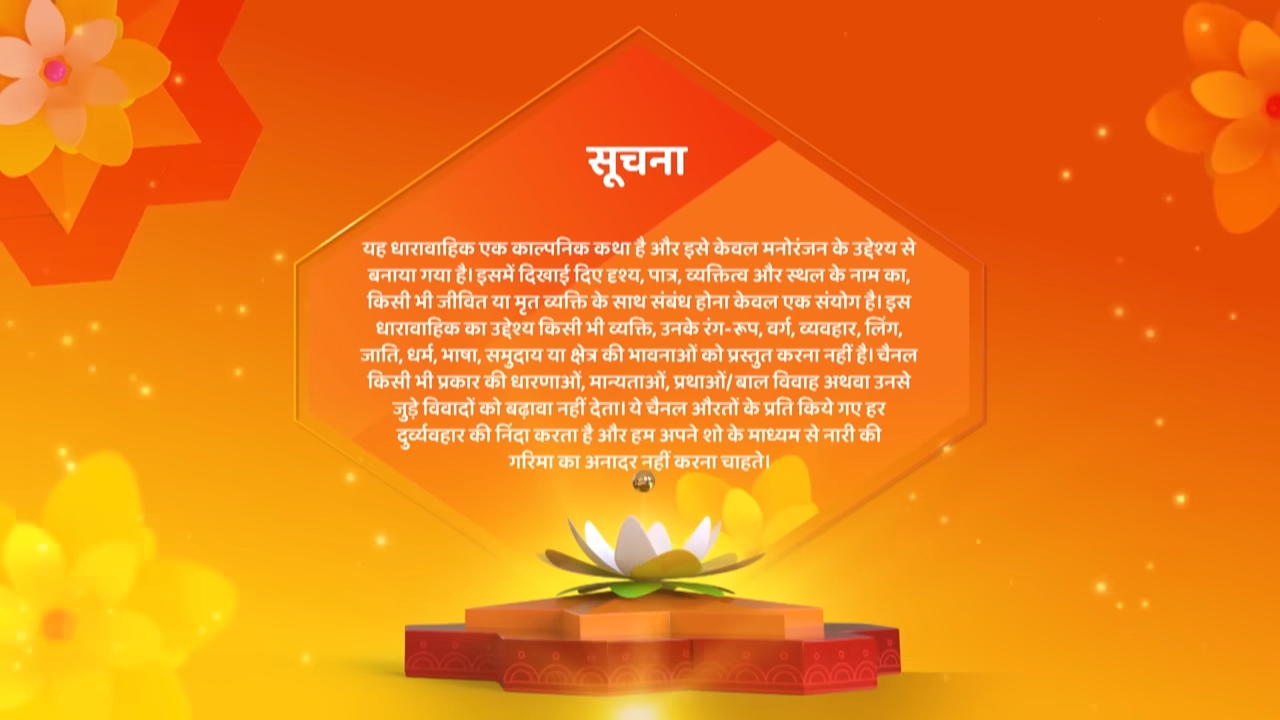 सूचना
यह धारावाहिक एक काल्पनिक कथा है और इसे केवल मनोरंजन के उद्देश्य से
बनाया गया है। इसमें दिखाई दिए दृश्य, पात्र, व्यक्तित्व और स्थल के नाम का,
किसी भी जीवित या मृत व्यक्ति के साथ संबंध होना केवल एक संयोग है। इस
धारावाहिक का उद्देश्य किसी भी व्यक्ति, उनके रंग-रूप, वर्ग, व्यवहार, लिंग,
जाति, धर्म, भाषा, समुदाय या क्षेत्र की भावनाओं को प्रस्तुत करना नहीं है। चैनल
किसी भी प्रकार की धारणाओं, मान्यताओं, प्रथाओं/ बाल विवाह अथवा उनसे
जुड़े विवादों को बढ़ावा नहीं देता। ये चैनल औरतों के प्रति किये गए हर
दुर्व्यवहार की निंदा करता है और हम अपने शो के माध्यम से नारी की
गरिमा का अनादर नहीं करना चाहते।